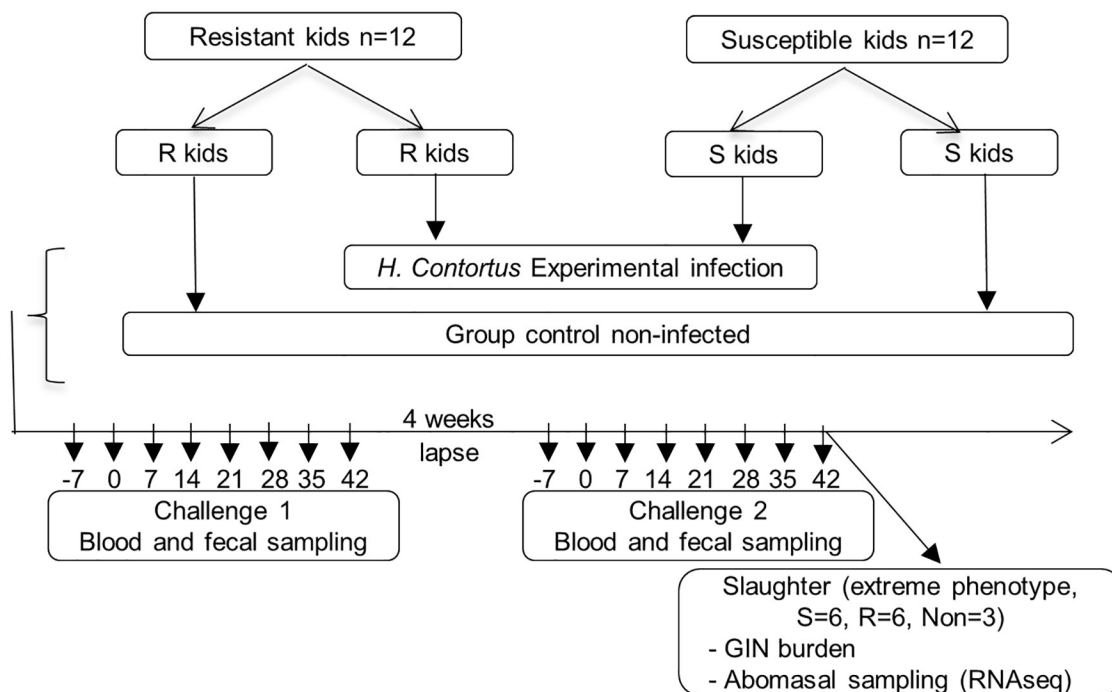 Resistant kids n=12
Susceptible kids n=12
R kids
R kids
S kids
S kids
H. Contortus Experimental infection
Group control non-infected
4 weeks
lapse
-7 0 7 14 21 28 35 42
-7 0 7 14 21 28 35 42
Challenge 1
Blood and fecal sampling
Challenge 2
Blood and fecal sampling
Slaughter (extreme phenotype,
S=6, R=6, Non=3)
- GIN burden
- Abomasal sampling (RNAseq)